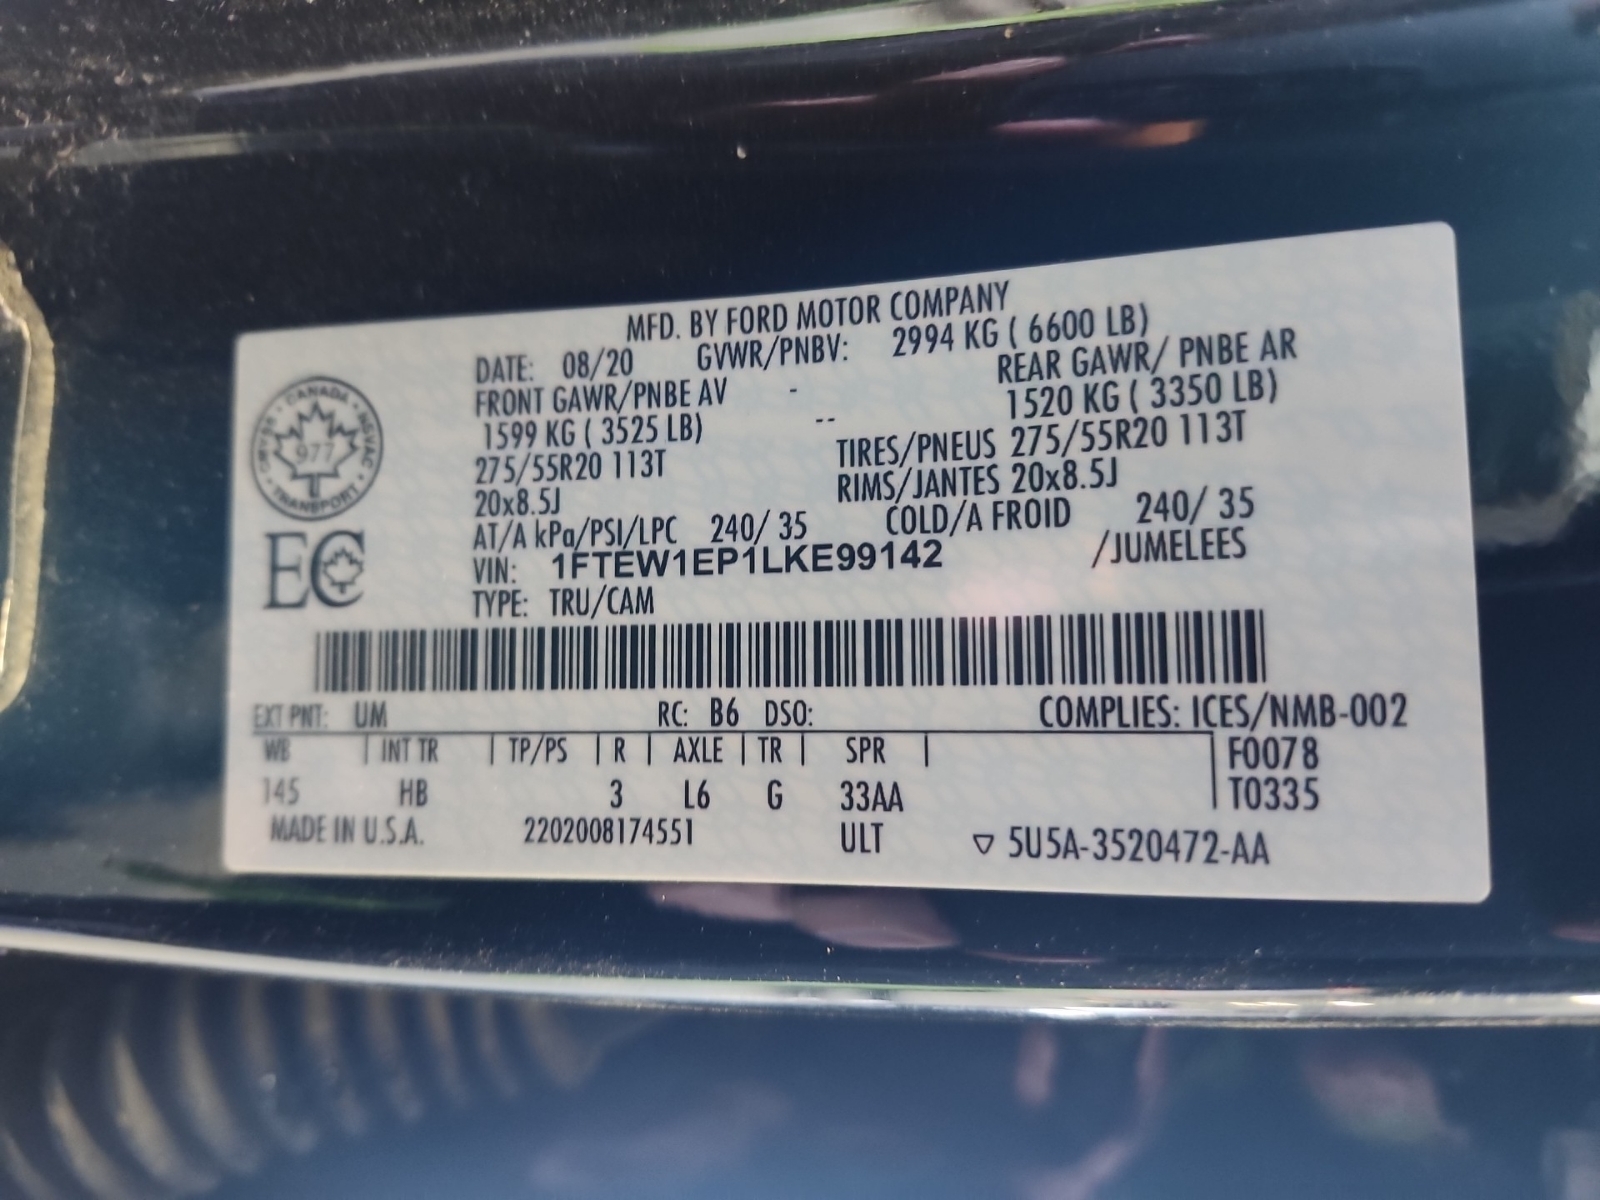 MFD. BY FORD MOTOR COMPANY
DATE: 08/20 GVWR/PNBV: 2994 KG ( 6600 LB)
FRONT GAWR/PNBE AV - REAR GAWR/ PNBE AR
1599 KG ( 3525 LB) -- 1520 KG ( 3350 LB)
275/55R20 113T TIRES/PNEUS 275/55R20 113T
20x8.5J RIMS/JANTES 20x8.5J
AT/A kPa/PSI/LPC 240/ 35 COLD/A FROID 240/ 35
VIN: 1FTEW1EP1LKE99142 /JUMELEES
TYPE: TRU/CAM
CANADA
977
TRANSPORT
EC
EXT PNT: UM RC: B6 DSO: COMPLIES: ICES/NMB-002
WB | INT TR | TP/PS | R | AXLE | TR | SPR | F0078
145 HB 3 L6 G 33AA T0335
MADE IN U.S.A. 2202008174551 ULT ▽ 5U5A-3520472-AA